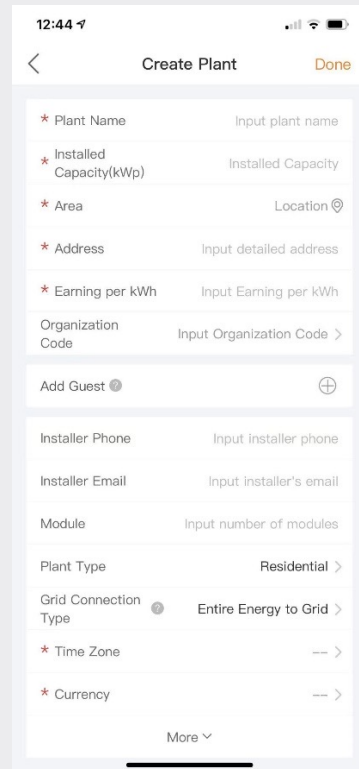 12:44
Create Plant
Done
* Plant Name Input plant name
* Installed Capacity(kWp) Installed Capacity
* Area Location
* Address Input detailed address
* Earning per kWh Input Earning per kWh
Organization Code Input Organization Code >
Add Guest ?
Installer Phone Input installer phone
Installer Email Input installer's email
Module Input number of modules
Plant Type Residential >
Grid Connection Type ? Entire Energy to Grid >
* Time Zone -- >
* Currency -- >
More